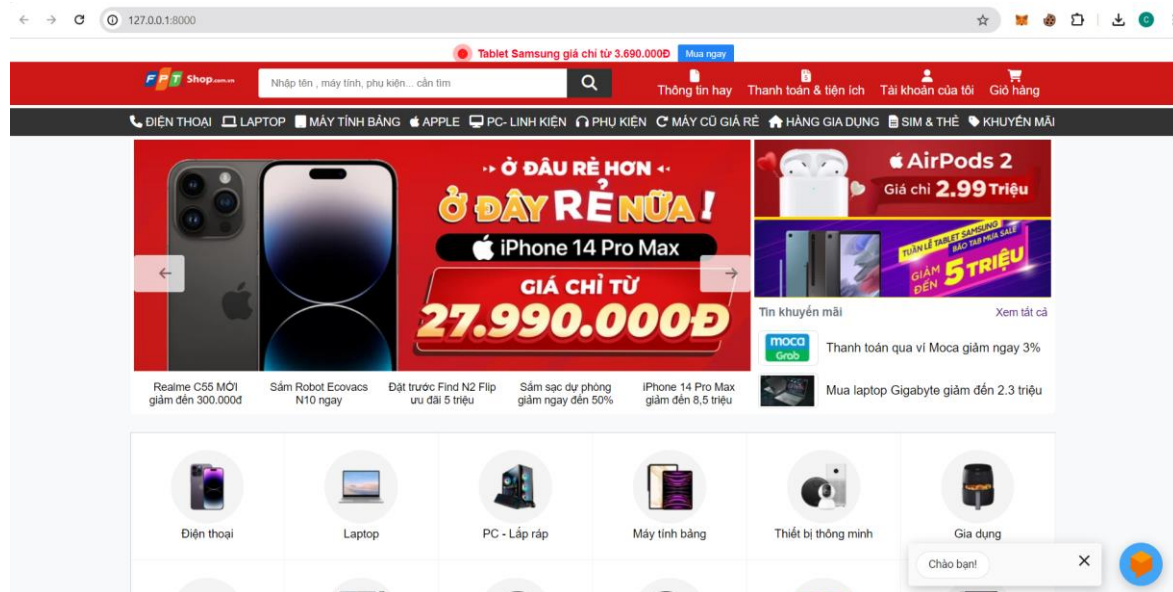 127.0.0.1:8000
C
Tablet Samsung giá chỉ từ 3.690.000Đ Mua ngay
FPT Shop.com.vn
Nhập tên , máy tính, phụ kiện... cần tìm
Thông tin hay Thanh toán & tiện ích Tài khoản của tôi Giỏ hàng
ĐIỆN THOẠI LAPTOP MÁY TÍNH BẢNG APPLE PC- LINH KIỆN PHỤ KIỆN MÁY CŨ GIÁ RẺ HÀNG GIA DỤNG SIM & THẺ KHUYẾN MÃI
Ở ĐÂU RẺ HƠN
Ở ĐÂY RẺ NỮA !
iPhone 14 Pro Max
GIÁ CHỈ TỪ
27.990.000Đ
AirPods 2
Giá chỉ 2.99 Triệu
TUẦN LỄ TABLET SAMSUNG
BÃO TAB MUA SALE
GIẢM ĐẾN 5 TRIỆU
Tin khuyến mãi Xem tất cả
moca
Grab
Thanh toán qua ví Moca giảm ngay 3%
Mua laptop Gigabyte giảm đến 2.3 triệu
Realme C55 MỚI
giảm đến 300.000đ
Sắm Robot Ecovacs
N10 ngay
Đặt trước Find N2 Flip
ưu đãi 5 triệu
Sắm sạc dự phòng
giảm ngay đến 50%
iPhone 14 Pro Max
giảm đến 8,5 triệu
Điện thoại Laptop PC - Lắp ráp Máy tính bảng Thiết bị thông minh Gia dụng
Chào bạn!